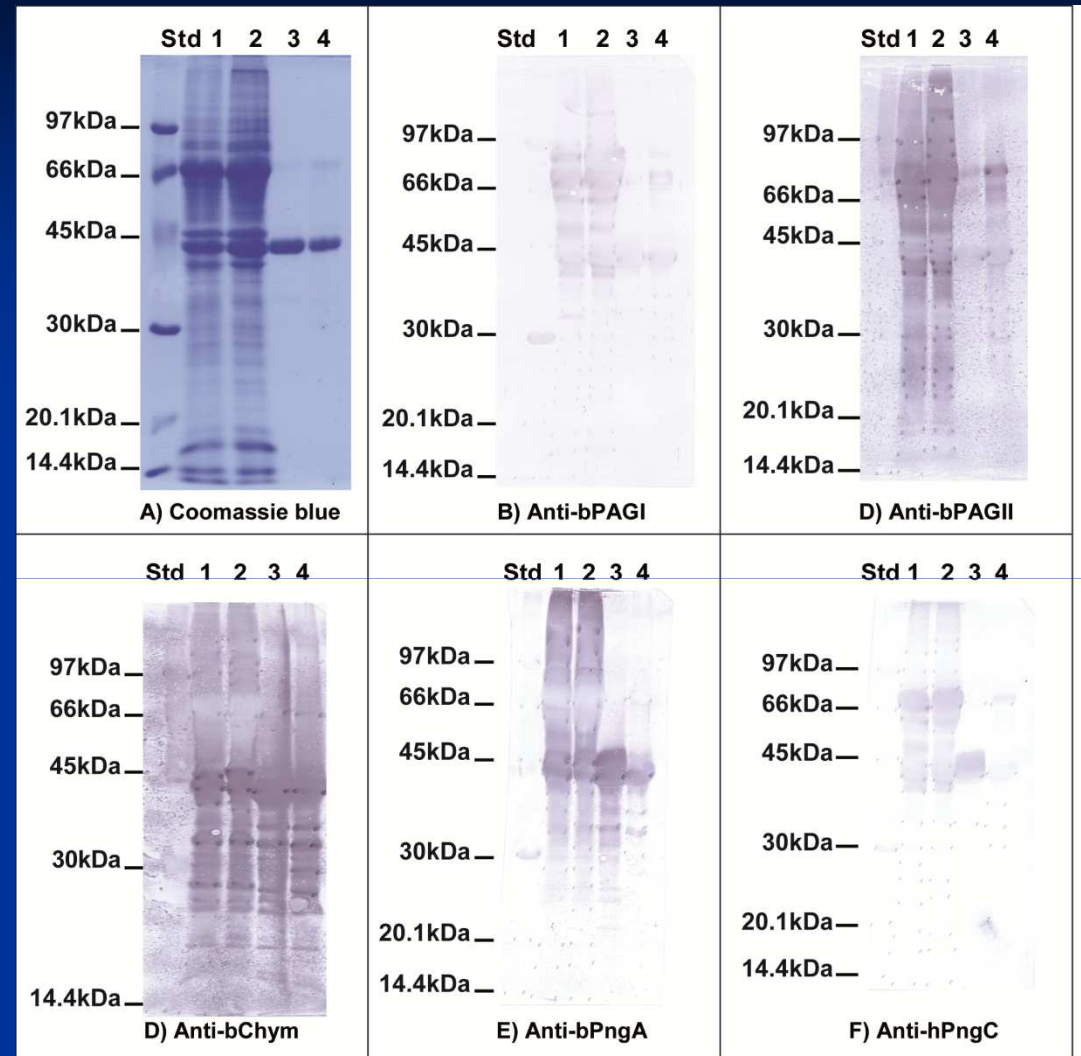 Std 1 2 3 4
97kDa
66kDa
45kDa
30kDa
20.1kDa
14.4kDa
A) Coomassie blue
Std 1 2 3 4
97kDa
66kDa
45kDa
30kDa
20.1kDa
14.4kDa
B) Anti-bPAGI
Std 1 2 3 4
97kDa
66kDa
45kDa
30kDa
20.1kDa
14.4kDa
D) Anti-bPAGII
Std 1 2 3 4
97kDa
66kDa
45kDa
30kDa
14.4kDa
D) Anti-bChym
Std 1 2 3 4
97kDa
66kDa
45kDa
30kDa
20.1kDa
14.4kDa
E) Anti-bPngA
Std 1 2 3 4
97kDa
66kDa
45kDa
30kDa
20.1kDa
14.4kDa
F) Anti-hPngC